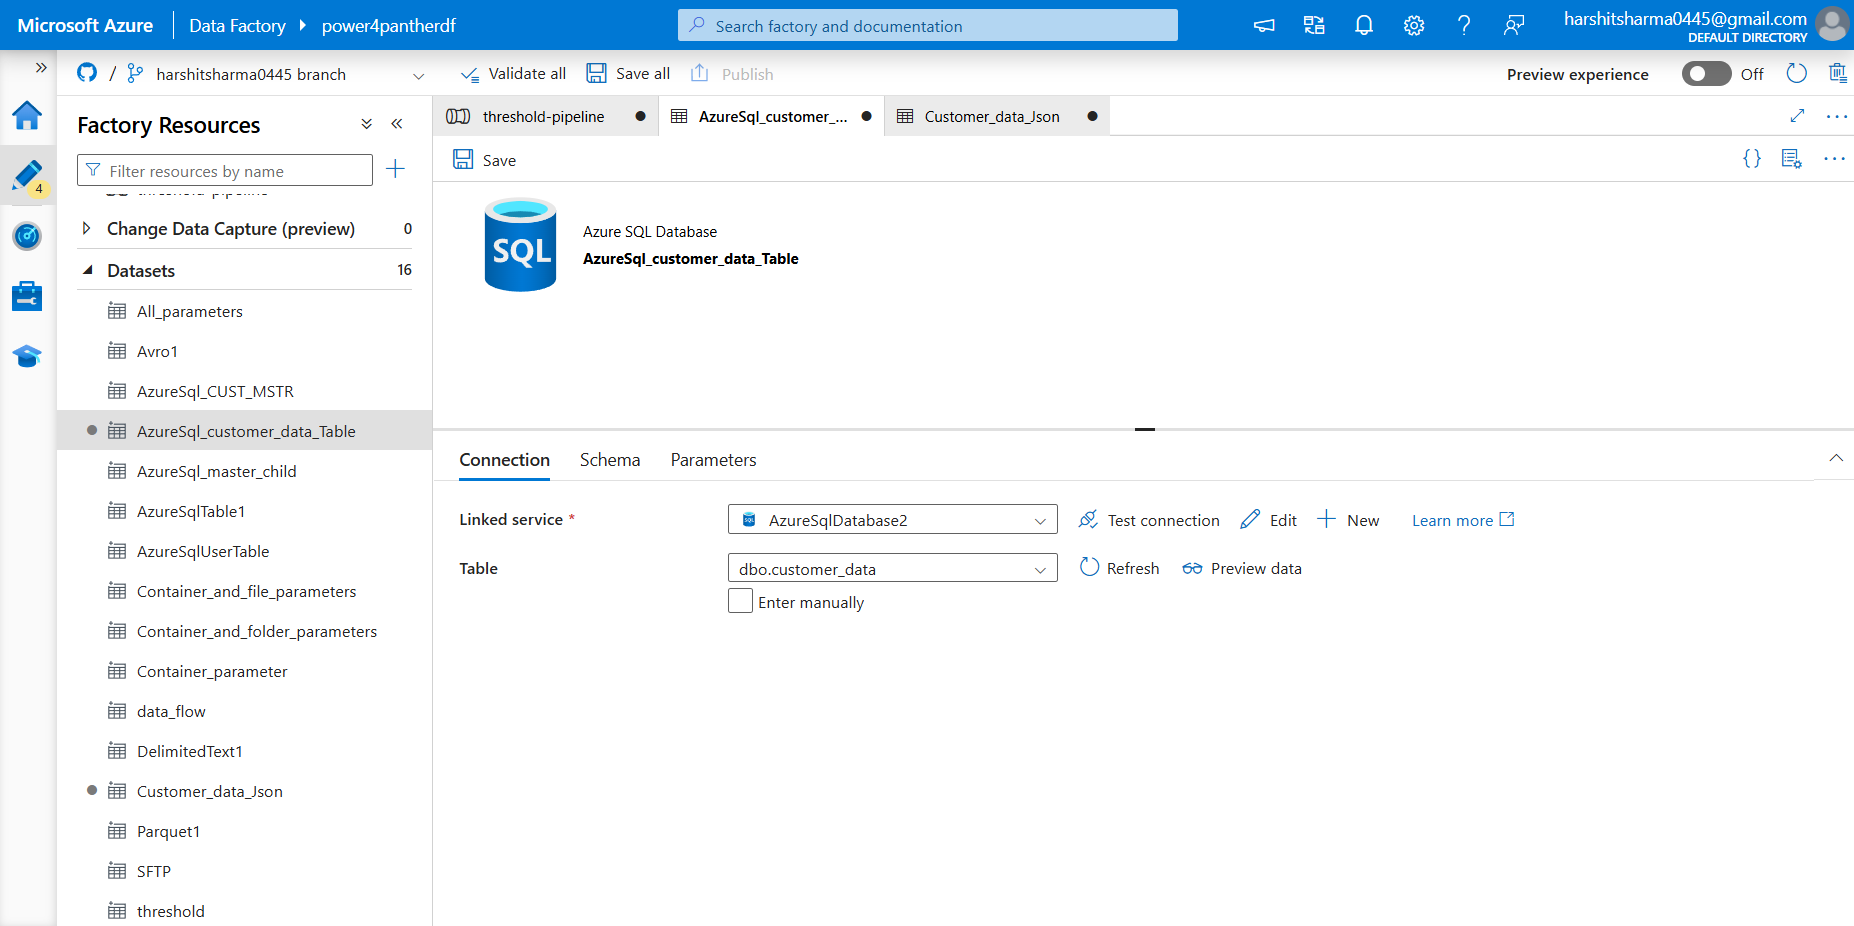 Microsoft Azure Data Factory power4pantherdf Search factory and documentation harshitsharma0445@gmail.com
DEFAULT DIRECTORY
/ harshitsharma0445 branch Validate all Save all Publish Preview experience Off
Factory Resources
Filter resources by name
threshold-pipeline
Change Data Capture (preview) 0
Datasets 16
All_parameters
Avro1
AzureSql_CUST_MSTR
AzureSql_customer_data_Table
AzureSql_master_child
AzureSqlTable1
AzureSqlUserTable
Container_and_file_parameters
Container_and_folder_parameters
Container_parameter
data_flow
DelimitedText1
Customer_data_Json
Parquet1
SFTP
threshold
4
threshold-pipeline AzureSql_customer_... Customer_data_Json
Save
SQL
Azure SQL Database
AzureSql_customer_data_Table
Connection Schema Parameters
Linked service * SQL AzureSqlDatabase2 Test connection Edit New Learn more
Table dbo.customer_data Refresh Preview data
Enter manually